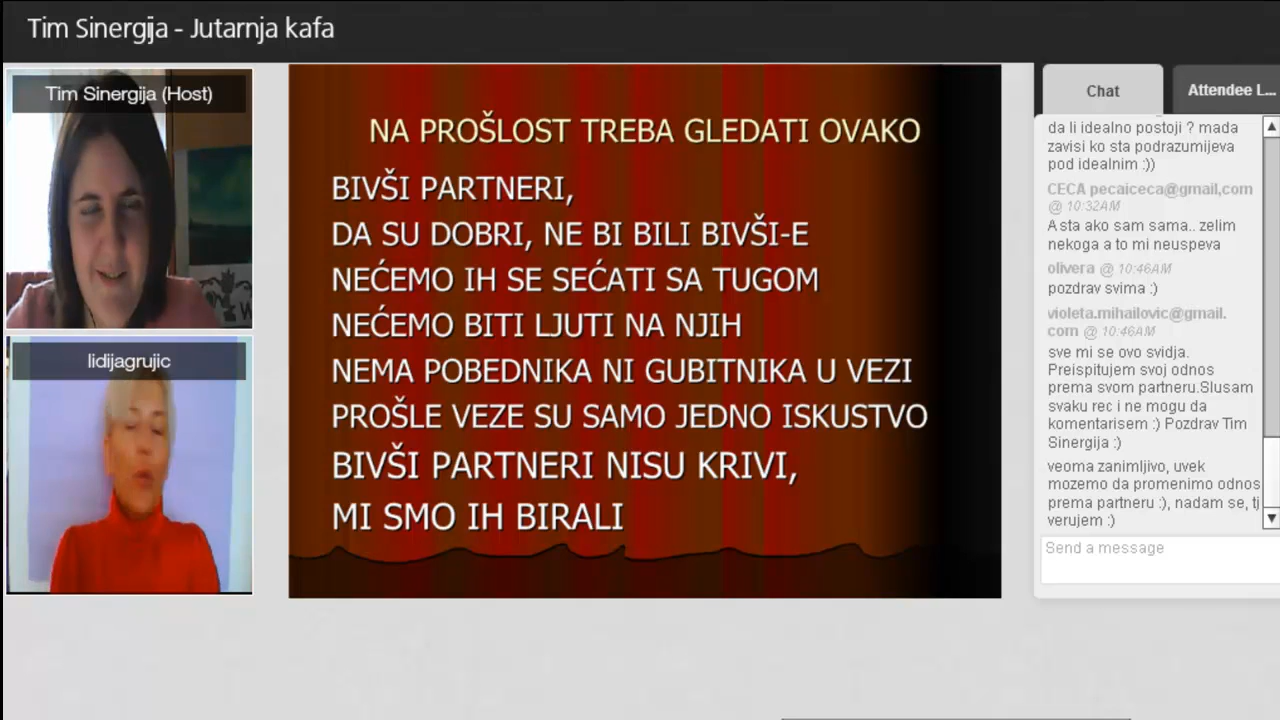 Tim Sinergija - Jutarnja kafa
Tim Sinergija (Host)
lidijagrujic
NA PROŠLOST TREBA GLEDATI OVAKO
BIVŠI PARTNERI,
DA SU DOBRI, NE BI BILI BIVŠI-E
NEĆEMO IH SE SEĆATI SA TUGOM
NEĆEMO BITI LJUTI NA NJIH
NEMA POBEDNIKA NI GUBITNIKA U VEZI
PROŠLE VEZE SU SAMO JEDNO ISKUSTVO
BIVŠI PARTNERI NISU KRIVI,
MI SMO IH BIRALI
Chat
Attendee L...
da li idealno postoji ? mada
zavisi ko sta podrazumijeva
pod idealnim :))
CECA pecaiceca@gmail,com
@ 10:32AM
A sta ako sam sama.. zelim
nekoga a to mi neuspeva
olivera @ 10:46AM
pozdrav svima :)
violeta.mihailovic@gmail.
com @ 10:46AM
sve mi se ovo svidja.
Preispitujem svoj odnos
prema svom partneru.Slusam
svaku rec i ne mogu da
komentarisem :) Pozdrav Tim
Sinergija :)
veoma zanimljivo, uvek
mozemo da promenimo odnos
prema partneru :), nadam se, tj
verujem :)
Send a message